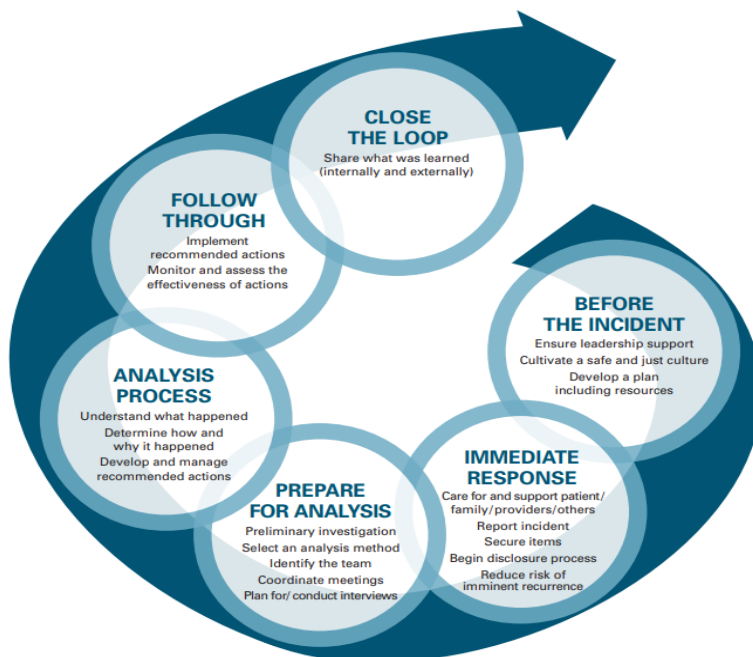 CLOSE
THE LOOP
Share what was learned
(internally and externally)
FOLLOW
THROUGH
Implement
recommended actions
Monitor and assess the
effectiveness of actions
BEFORE
THE INCIDENT
Ensure leadership support
Cultivate a safe and just culture
Develop a plan
including resources
ANALYSIS
PROCESS
Understand what happened
Determine how and
why it happened
Develop and manage
recommended actions
IMMEDIATE
RESPONSE
Care for and support patient/
family/providers/others
Report incident
Secure items
Begin disclosure process
Reduce risk of
imminent recurrence
PREPARE
FOR ANALYSIS
Preliminary investigation
Select an analysis method
Identify the team
Coordinate meetings
Plan for/ conduct interviews